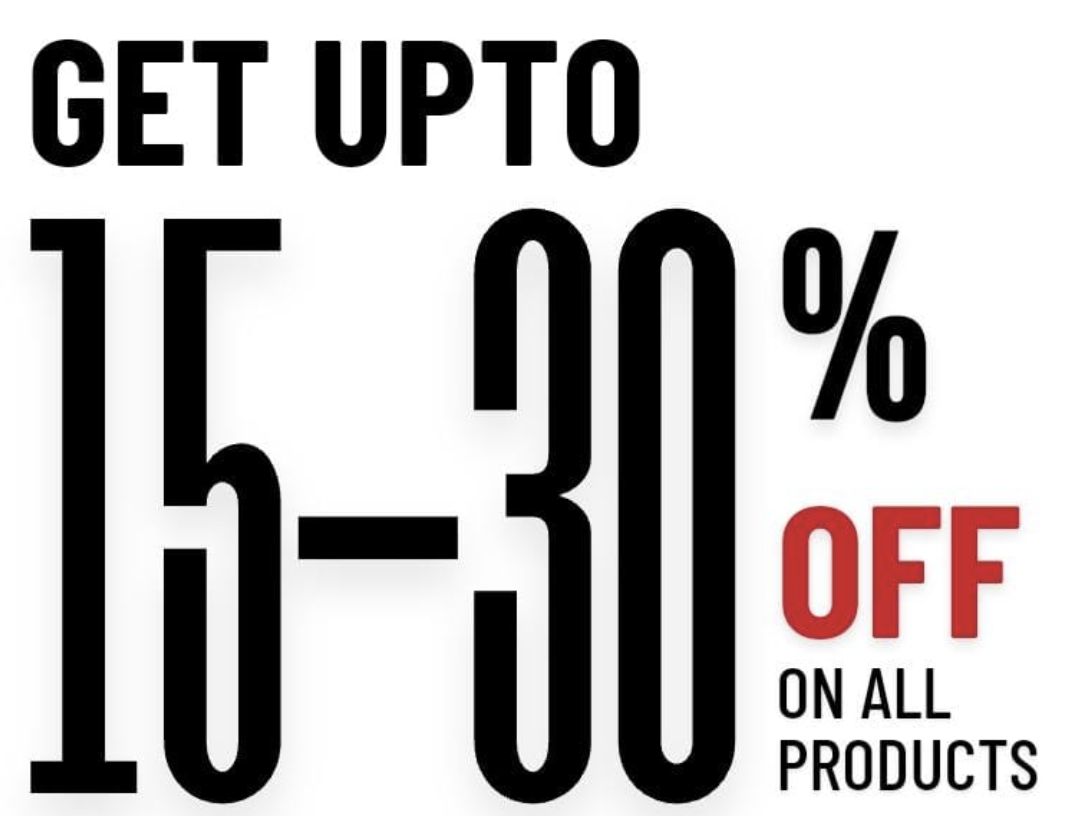 GET UPTO
15–30%
OFF
ON ALL
PRODUCTS